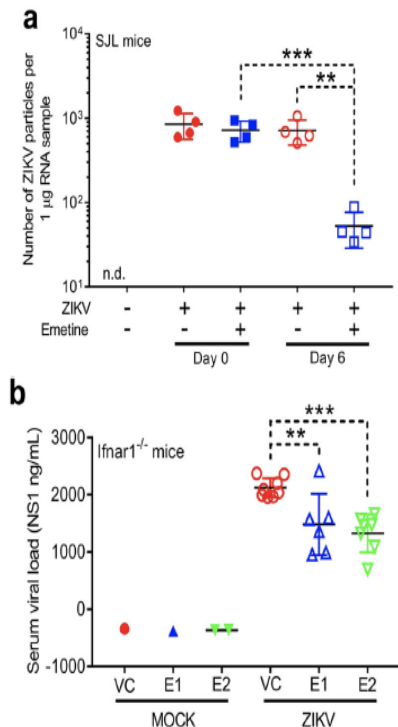 a
SJL mice
***
**
Number of ZIKV particles per
1 μg RNA sample
10⁴
10³
10²
10¹
n.d.
ZIKV - + + + +
Emetine - - + - +
Day 0 Day 6
b
Ifnar1⁻/⁻ mice
***
**
Serum viral load (NS1 ng/mL)
3000
2000
1000
0
-1000
VC E1 E2 VC E1 E2
MOCK ZIKV